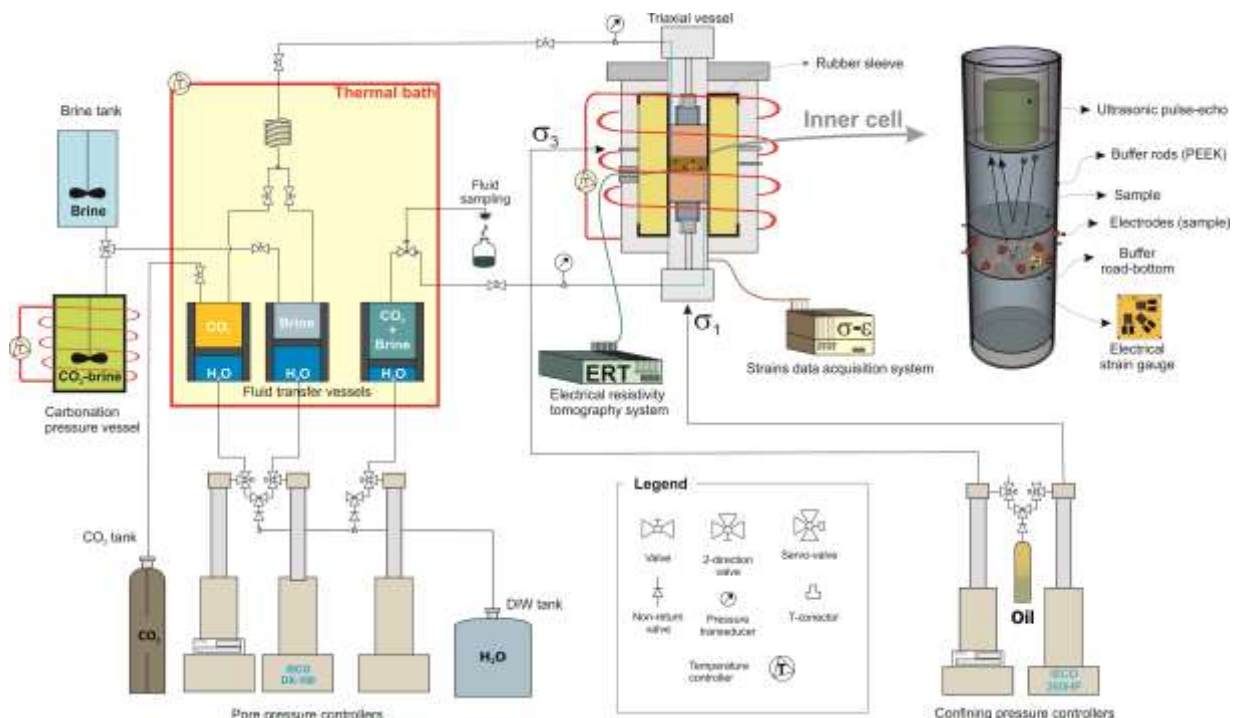 Triaxial vessel
Thermal bath
Rubber sleeve
Inner cell
Brine tank
Brine
σ3
Fluid
sampling
Ultrasonic pulse-echo
Buffer rods (PEEK)
Sample
Electrodes (sample)
Buffer
road-bottom
Electrical
strain gauge
CO2
Brine
CO2
+
Brine
H2O
H2O
H2O
Fluid transfer vessels
CO2-brine
Carbonation
pressure vessel
σ1
σ=ε
Strains data acquisition system
ERT
Electrical resistivity
tomography system
CO2 tank
CO2
DIW tank
H2O
Pore pressure controllers
Legend
Valve
2-direction
valve
Servo-valve
Non-return
valve
Pressure
transducer
T-conector
Temperature
controller
T
Oil
Confining pressure controllers